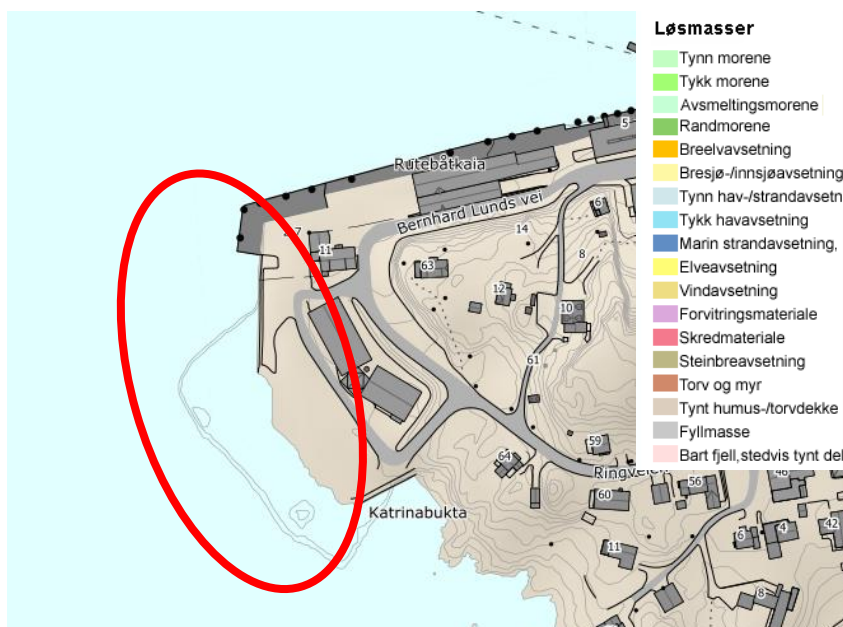 Løsmasser
Tynn morene
Tykk morene
Avsmeltingsmorene
Randmorene
Breelvavsetning
Bresjø-/innsjøavsetning
Tynn hav-/strandavsetn
Tykk havavsetning
Marin strandavsetning,
Elveavsetning
Vindavsetning
Forvitringsmateriale
Skredmateriale
Steinbreavsetning
Torv og myr
Tynt humus-/torvdekke
Fyllmasse
Bart fjell,stedvis tynt del
5
Rutebåtkaia
6
Bernhard Lunds vei
14
11
63
8
12
10
61
59
64
Ringveien
46
56
60
Katrinabukta
42
4
6
11
8